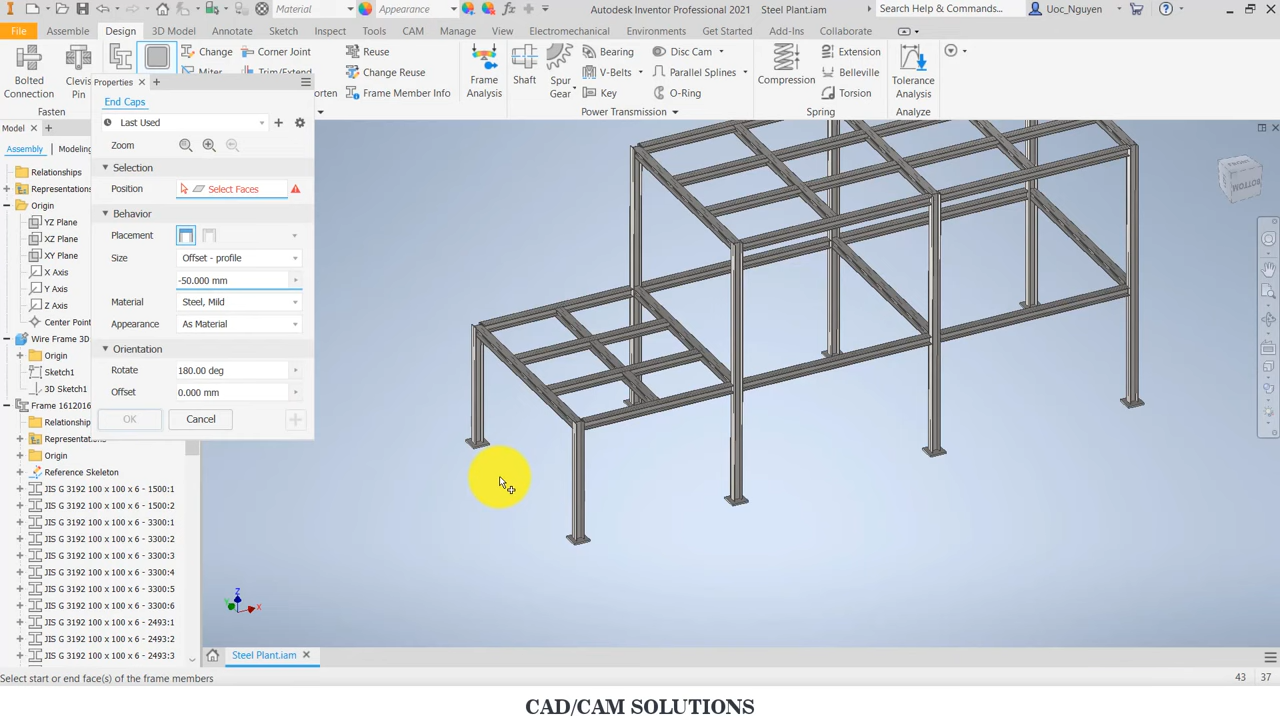 Material
Appearance
Autodesk Inventor Professional 2021 Steel Plant.iam
Search Help & Commands...
Uoc_Nguyen
File Assembly Design 3D Model Annotate Sketch Inspect Tools CAM Manage View Electromechanical Environments Get Started Add-Ins Collaborate
Bolted
Connection
Clevis
Pin
Change
Corner Joint
Reuse
Change Reuse
Frame Member Info
Frame
Analysis
Shaft
Spur
Gear
Bearing
V-Belts
Key
Disc Cam
Parallel Splines
O-Ring
Compression
Extension
Belleville
Torsion
Tolerance
Analysis
Fasten
Power Transmission
Spring
Analyze
Properties
End Caps
Last Used
Zoom
Selection
Position Select Faces
Behavior
Placement
Size Offset - profile
-50.000 mm
Material Steel, Mild
Appearance As Material
Orientation
Rotate 180.00 deg
Offset 0.000 mm
OK Cancel
Model
Assembly Modeling
Relationships
Origin
YZ Plane
XZ Plane
XY Plane
X Axis
Y Axis
Z Axis
Center Point
Wire Frame 3D
Origin
Sketch1
3D Sketch1
Frame 1612016
Origin
Reference Skeleton
JIS G 3192 100 x 100 x 6 - 1500:1
JIS G 3192 100 x 100 x 6 - 1500:2
JIS G 3192 100 x 100 x 6 - 3300:1
JIS G 3192 100 x 100 x 6 - 3300:2
JIS G 3192 100 x 100 x 6 - 3300:3
JIS G 3192 100 x 100 x 6 - 3300:4
JIS G 3192 100 x 100 x 6 - 3300:5
JIS G 3192 100 x 100 x 6 - 3300:6
JIS G 3192 100 x 100 x 6 - 2493:1
JIS G 3192 100 x 100 x 6 - 2493:2
JIS G 3192 100 x 100 x 6 - 2493:3
BOTTOM
Z
Y
X
Steel Plant.iam
Select start or end face(s) of the frame members
43 37
CAD/CAM SOLUTIONS